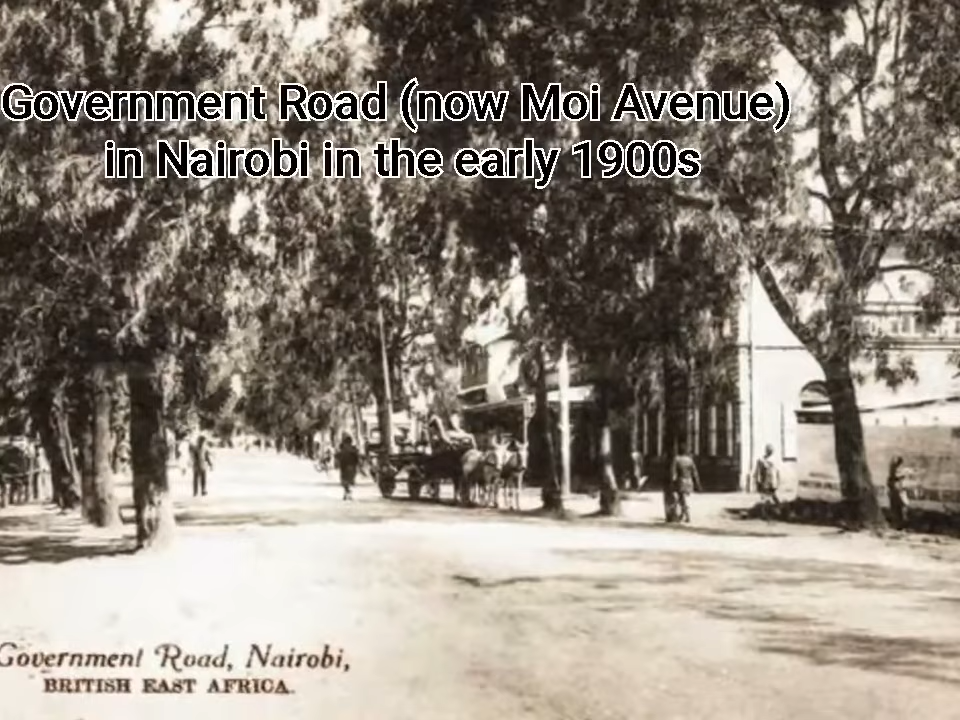 Government Road (now Moi Avenue)
in Nairobi in the early 1900s
Government Road, Nairobi,
BRITISH EAST AFRICA.